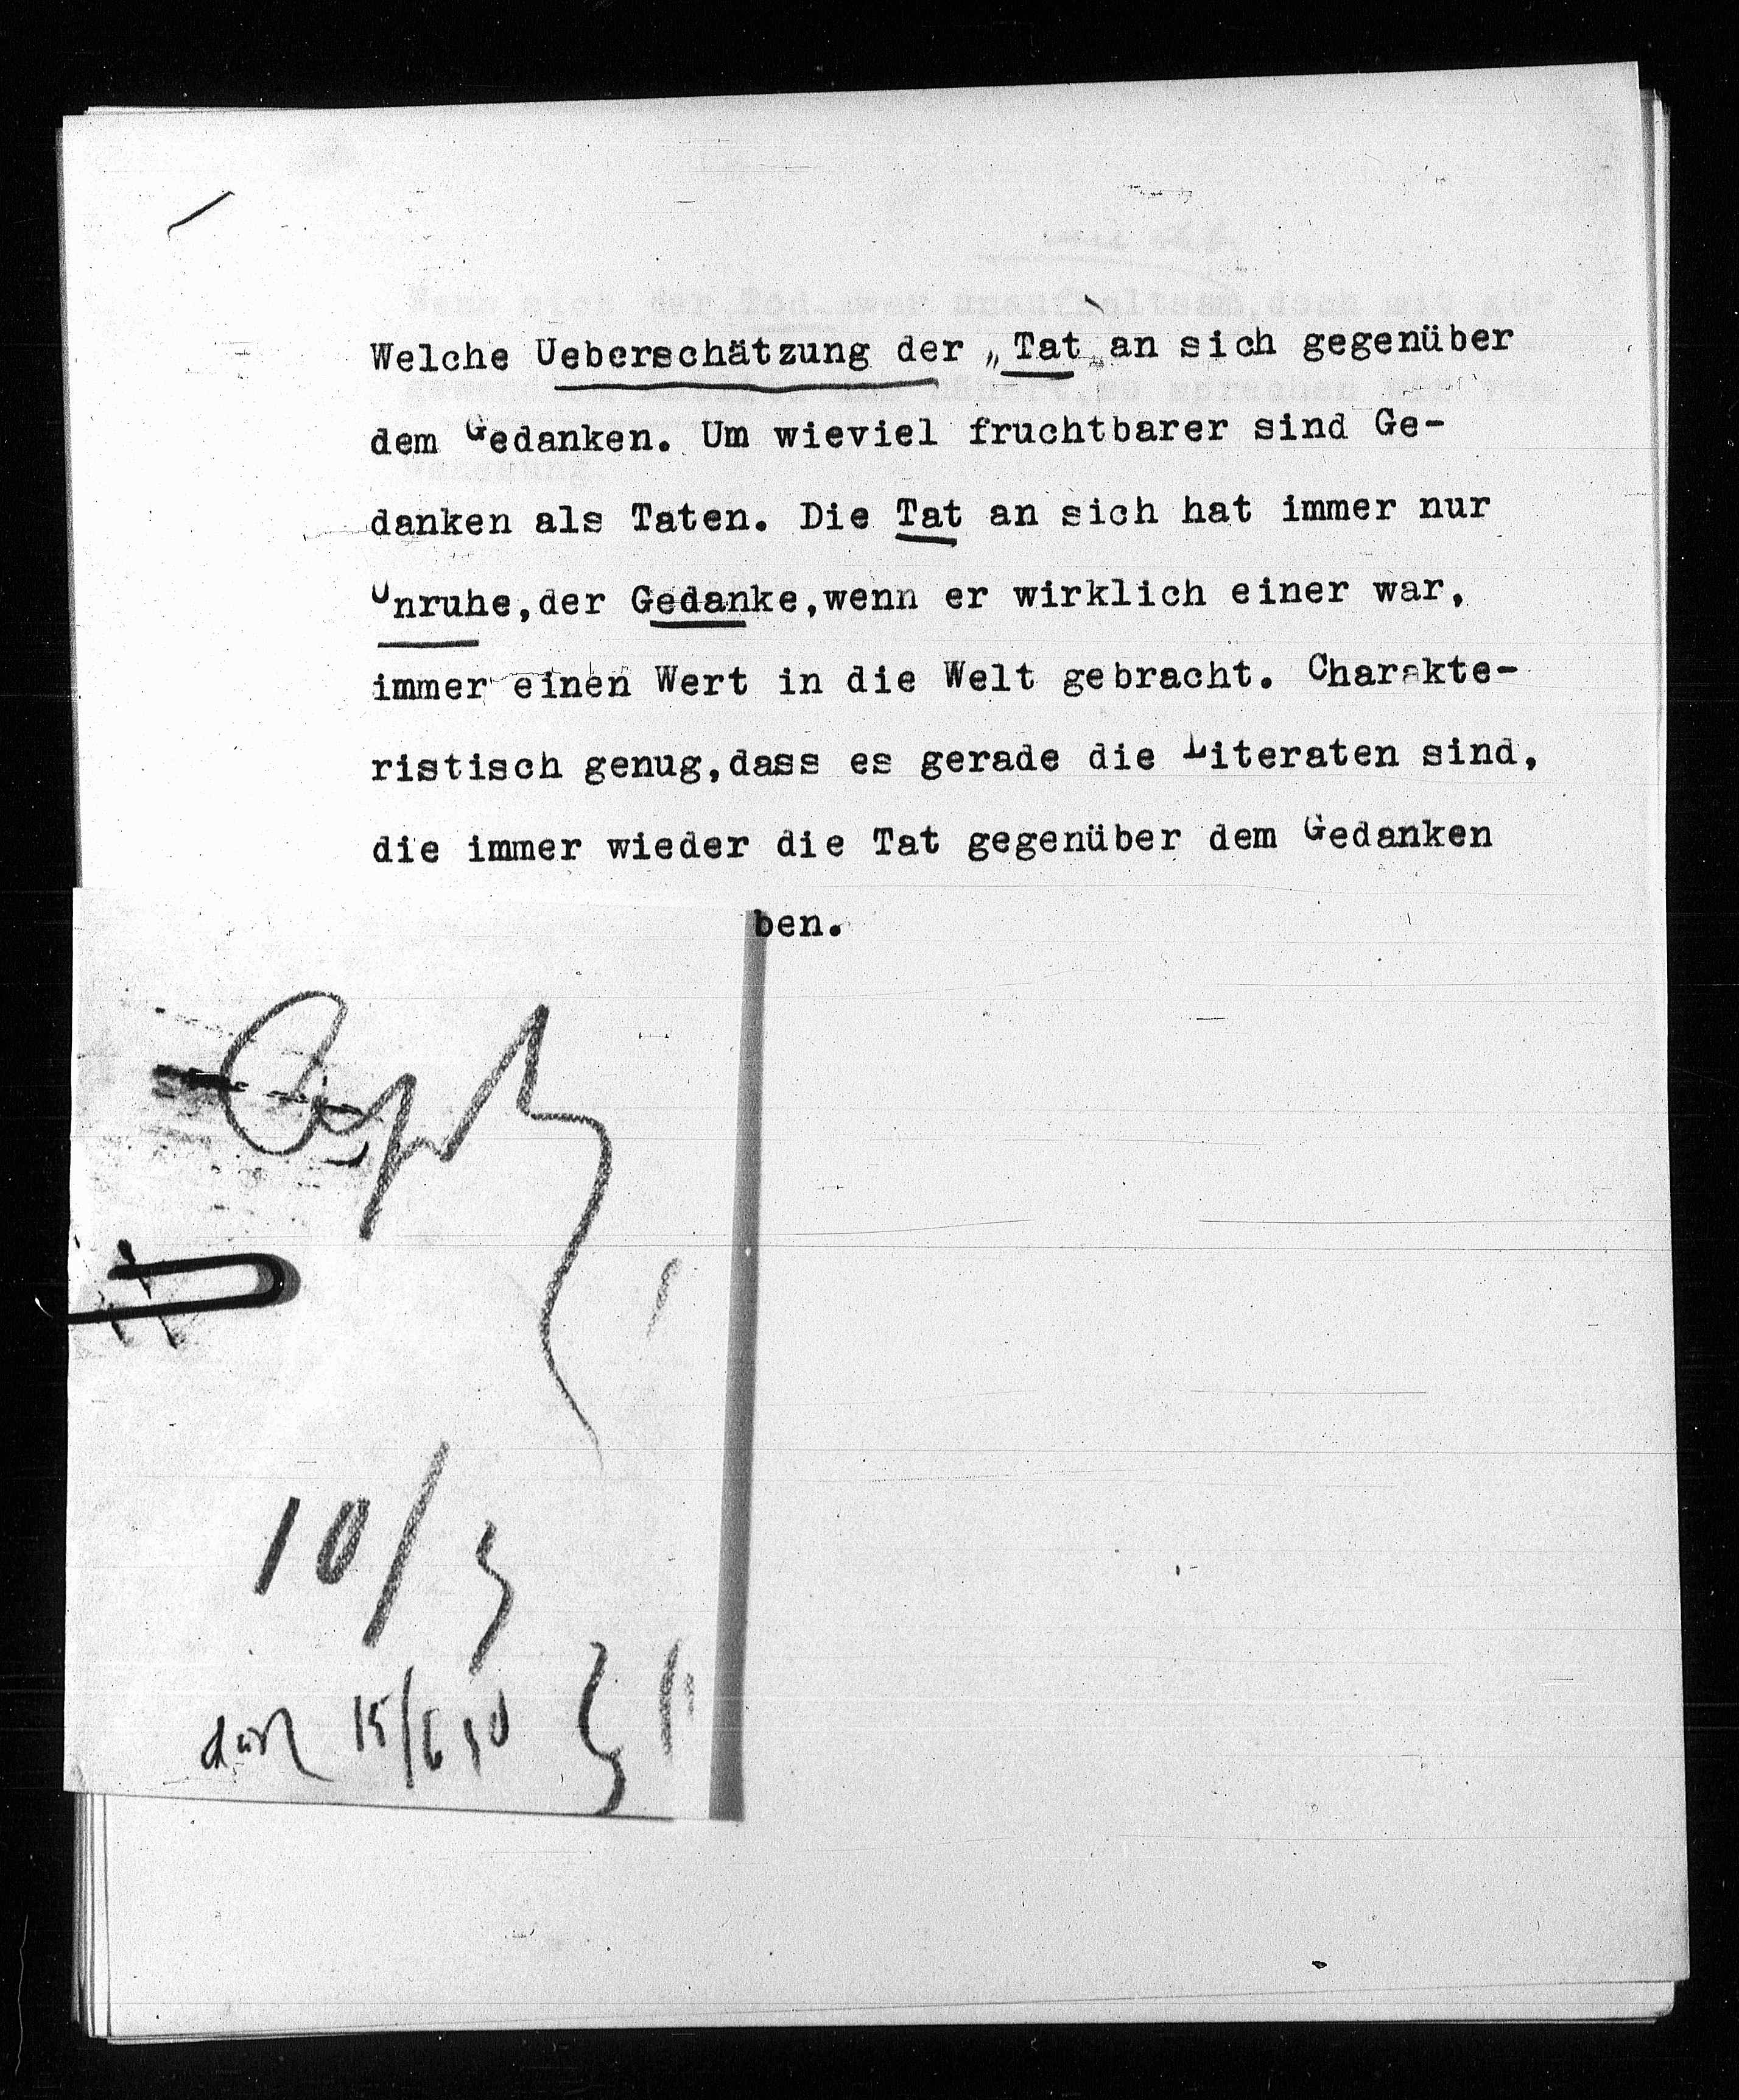 Welche Ueberschätzung der „Tat„ an sich gegenüber
dem Gedanken. Um wieviel fruchtbarer sind Ge-
danken als Taten. Die Tat an sich hat immer nur
Unruhe,der Gedanke,wenn er wirklich einer war,
immer einen Wert in die Welt gebracht. Charakte-
ristisch genug,dass es gerade die Literaten sind,
die immer wieder die Tat gegenüber dem Gedanken
ben.
10/3